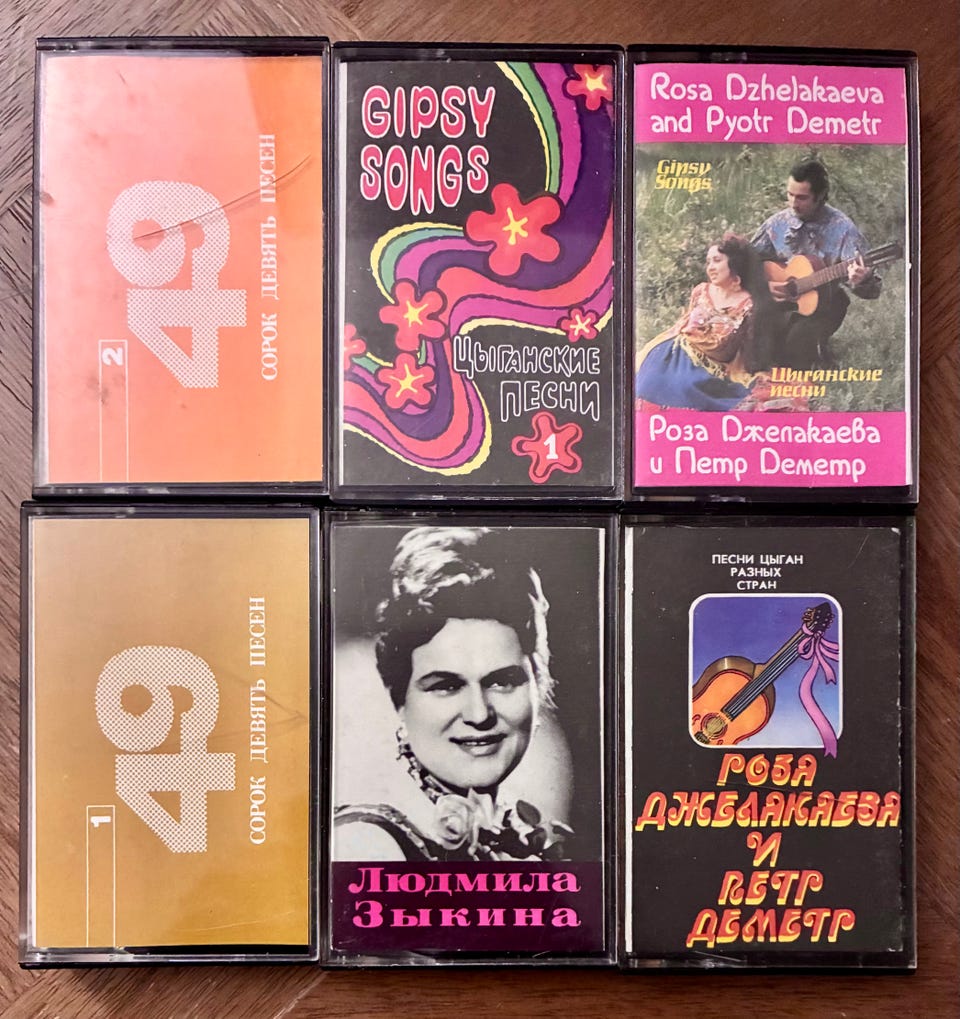 2
49
СОРОК ДЕВЯТЬ ПЕСЕН
GIPSY
SONGS
ЦЫГАНСКИЕ
ПЕСНИ
1
Rosa Dzhelakaeva
and Pyotr Demetr
Gipsy
Songs
Цыганские
песни
Роза Джелакаева
и Петр Деметр
1
49
СОРОК ДЕВЯТЬ ПЕСЕН
Людмила
Зыкина
ПЕСНИ ЦЫГАН
РАЗНЫХ
СТРАН
РОЗА
ДЖЕЛАКАЕВА
И
ПЕТР
ДЕМЕТР